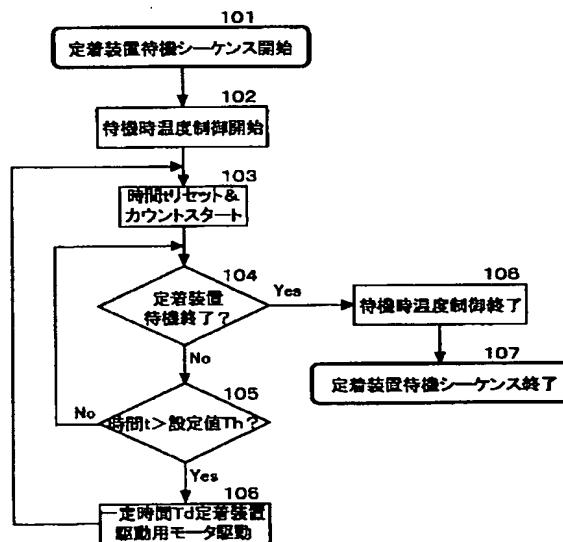 101
定着装置待機シーケンス開始
102
待機時温度制御開始
103
時間tリセット&
カウントスタート
104
定着装置
待機終了?
Yes
108
待機時温度制御終了
107
定着装置待機シーケンス終了
No
105
No
時間t>設定値Th?
Yes
106
一定時間Td定着装置
駆動用モータ駆動